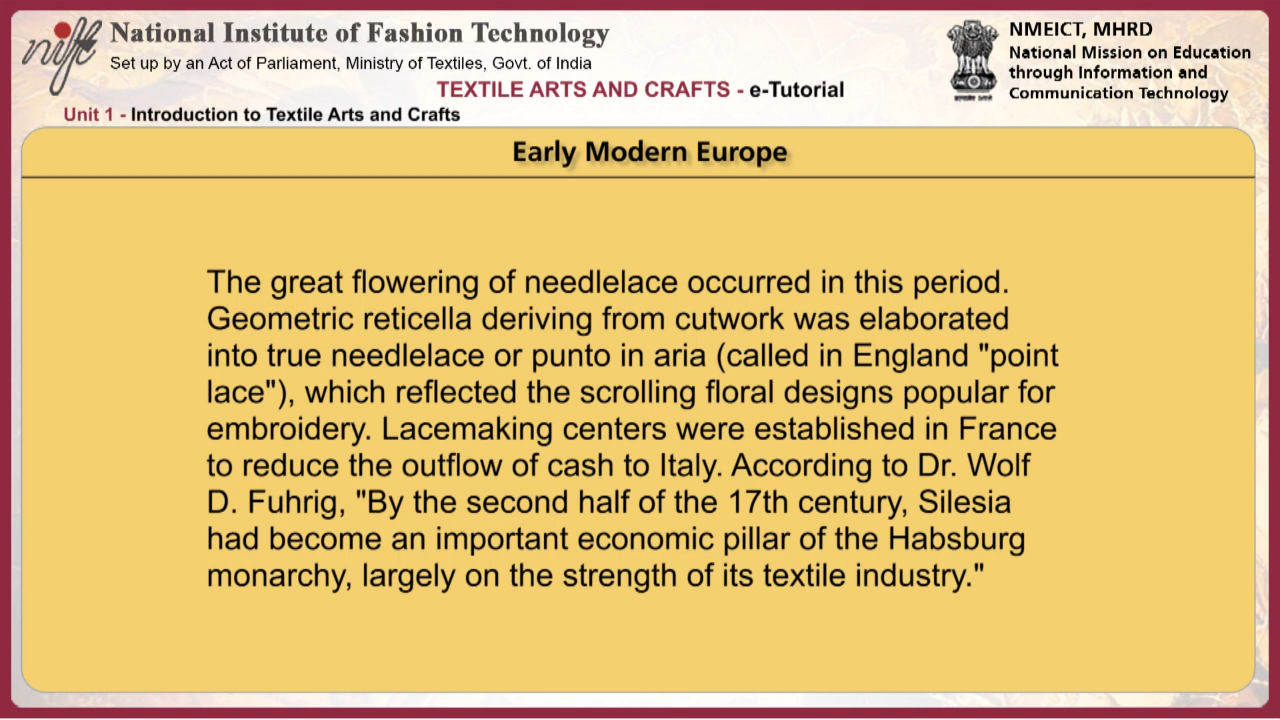 nift
National Institute of Fashion Technology
Set up by an Act of Parliament, Ministry of Textiles, Govt. of India
NMEICT, MHRD
National Mission on Education
through Information and
Communication Technology
TEXTILE ARTS AND CRAFTS - e-Tutorial
Unit 1 - Introduction to Textile Arts and Crafts
Early Modern Europe
The great flowering of needlelace occurred in this period.
Geometric reticella deriving from cutwork was elaborated
into true needlelace or punto in aria (called in England "point
lace"), which reflected the scrolling floral designs popular for
embroidery. Lacemaking centers were established in France
to reduce the outflow of cash to Italy. According to Dr. Wolf
D. Fuhrig, "By the second half of the 17th century, Silesia
had become an important economic pillar of the Habsburg
monarchy, largely on the strength of its textile industry."